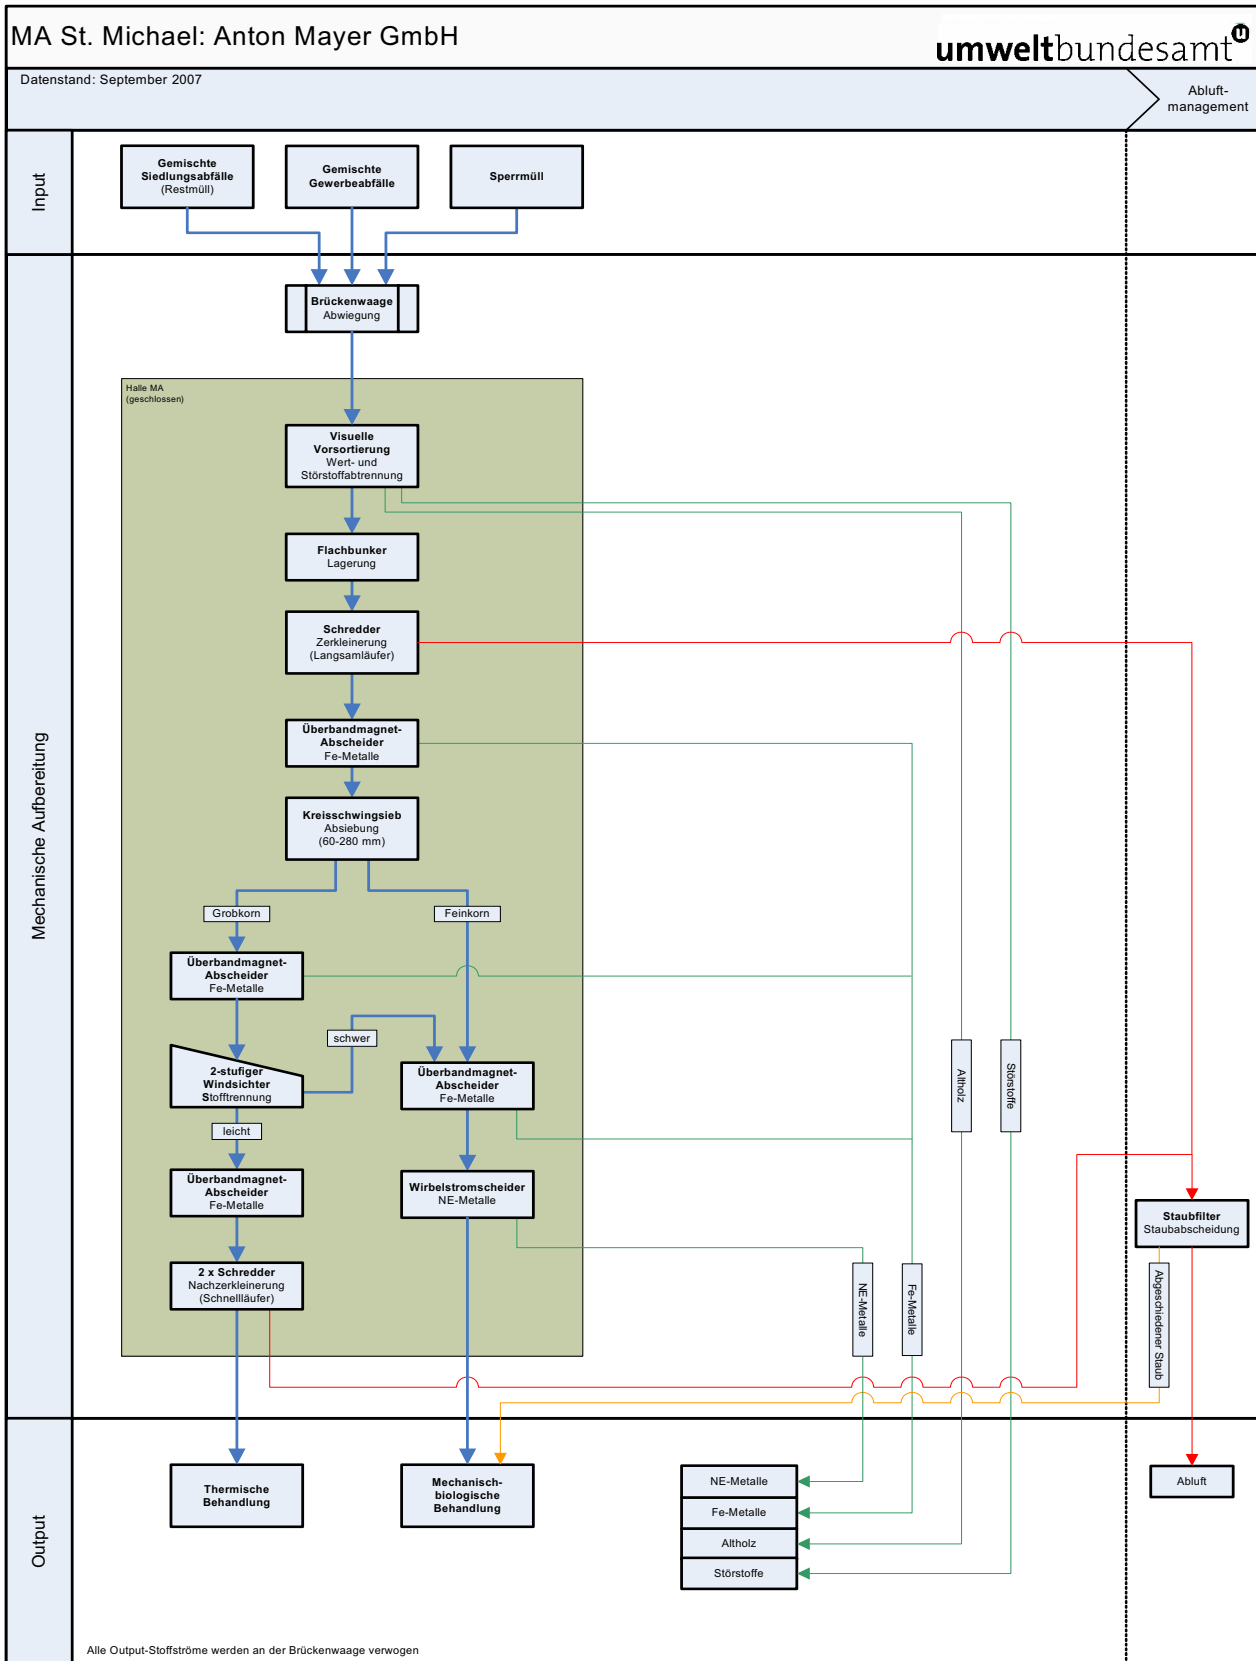 MA St. Michael: Anton Mayer GmbH
umweltbundesamt
u
Datenstand: September 2007
Abluft-
management
Input
Gemischte
Siedlungsabfälle
(Restmüll)
Gemischte
Gewerbeabfälle
Sperrmüll
Mechanische Aufbereitung
Brückenwaage
Abwiegung
Halle MA
(geschlossen)
Visuelle
Vorsortierung
Wert- und
Störstoffabtrennung
Flachbunker
Lagerung
Schredder
Zerkleinerung
(Langsamläufer)
Überbandmagnet-
Abscheider
Fe-Metalle
Kreisschwingsieb
Absiebung
(60-280 mm)
Grobkorn
Feinkorn
Überbandmagnet-
Abscheider
Fe-Metalle
schwer
2-stufiger
Windsichter
Stofftrennung
Überbandmagnet-
Abscheider
Fe-Metalle
Altholz
Störstoffe
leicht
Überbandmagnet-
Abscheider
Fe-Metalle
Wirbelstromscheider
NE-Metalle
Staubfilter
Staubabscheidung
2 x Schredder
Nachzerkleinerung
(Schnellläufer)
NE-Metalle
Fe-Metalle
Abgeschiedener Staub
Output
Thermische
Behandlung
Mechanisch-
biologische
Behandlung
NE-Metalle
Fe-Metalle
Altholz
Störstoffe
Abluft
Alle Output-Stoffströme werden an der Brückenwaage verwogen